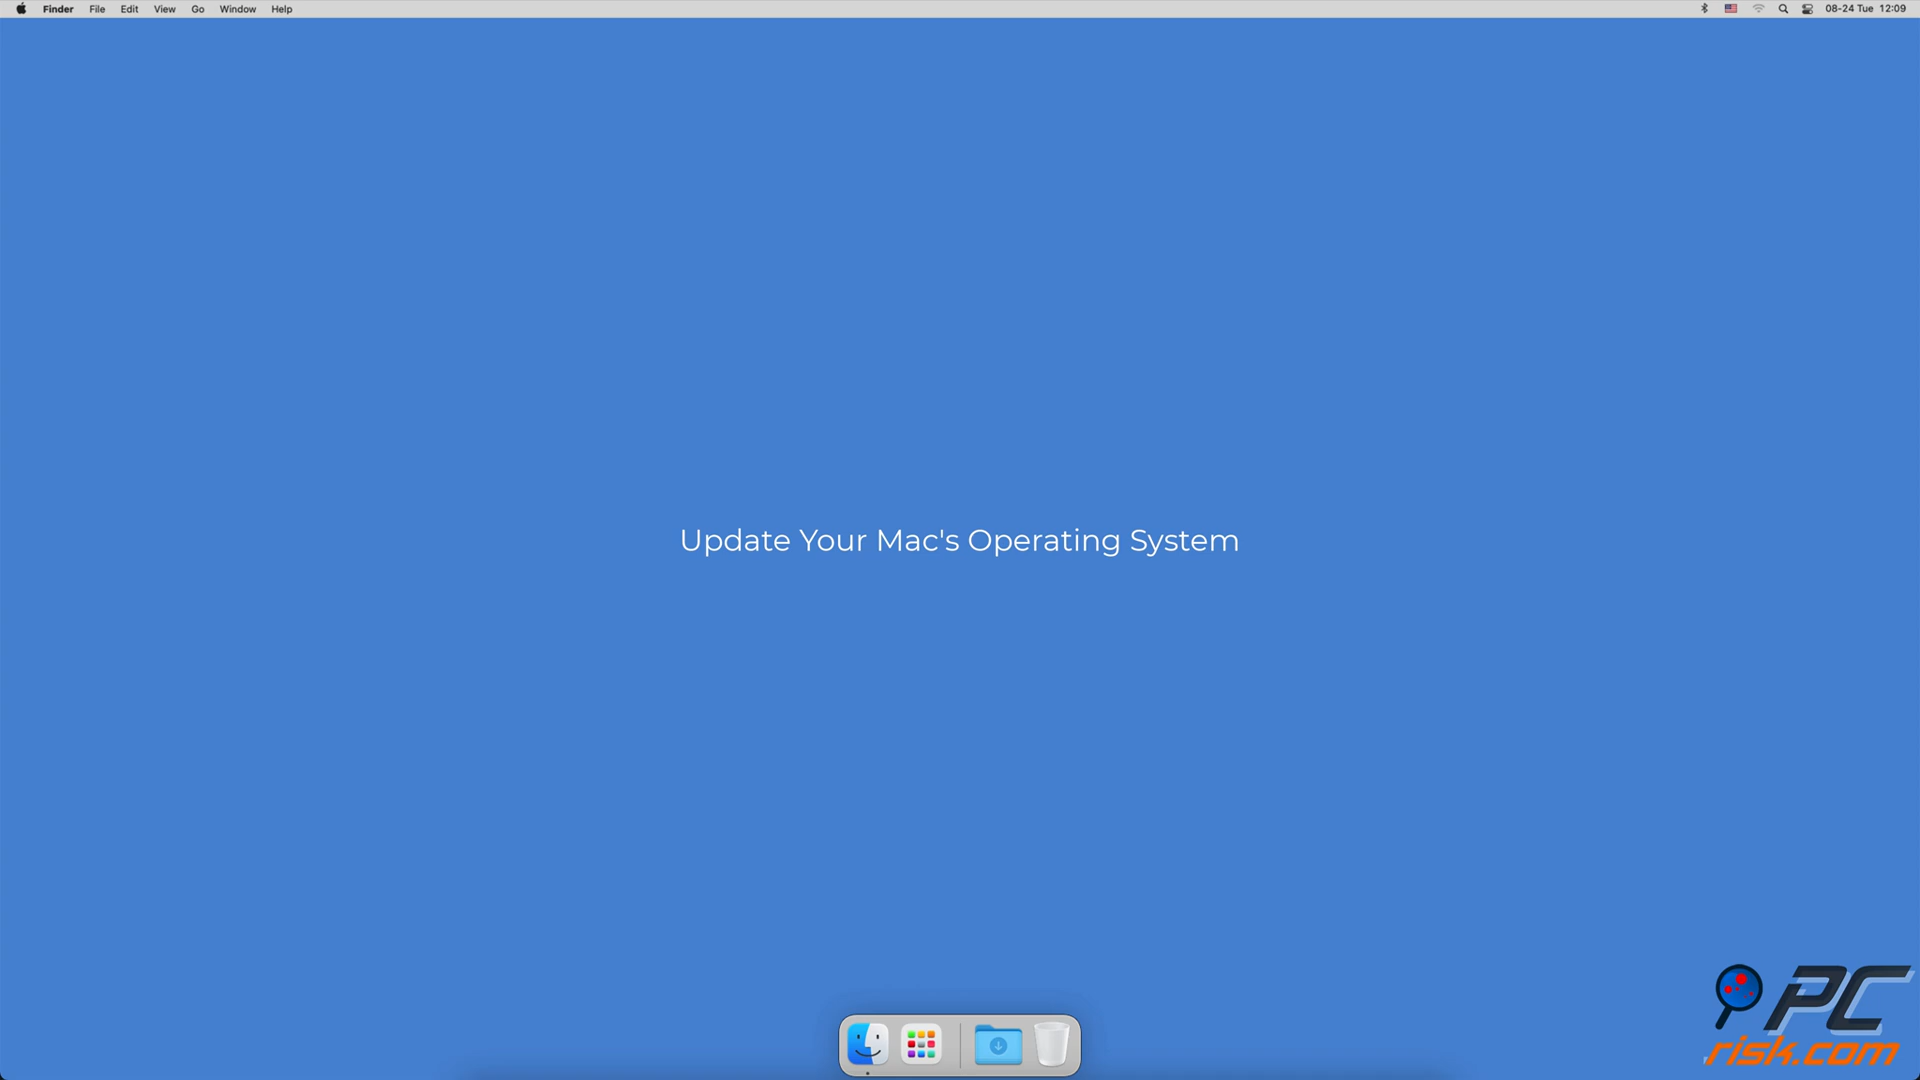 Finder File Edit View Go Window Help 08-24 Tue 12:09
Update Your Mac's Operating System
PC
risk.com